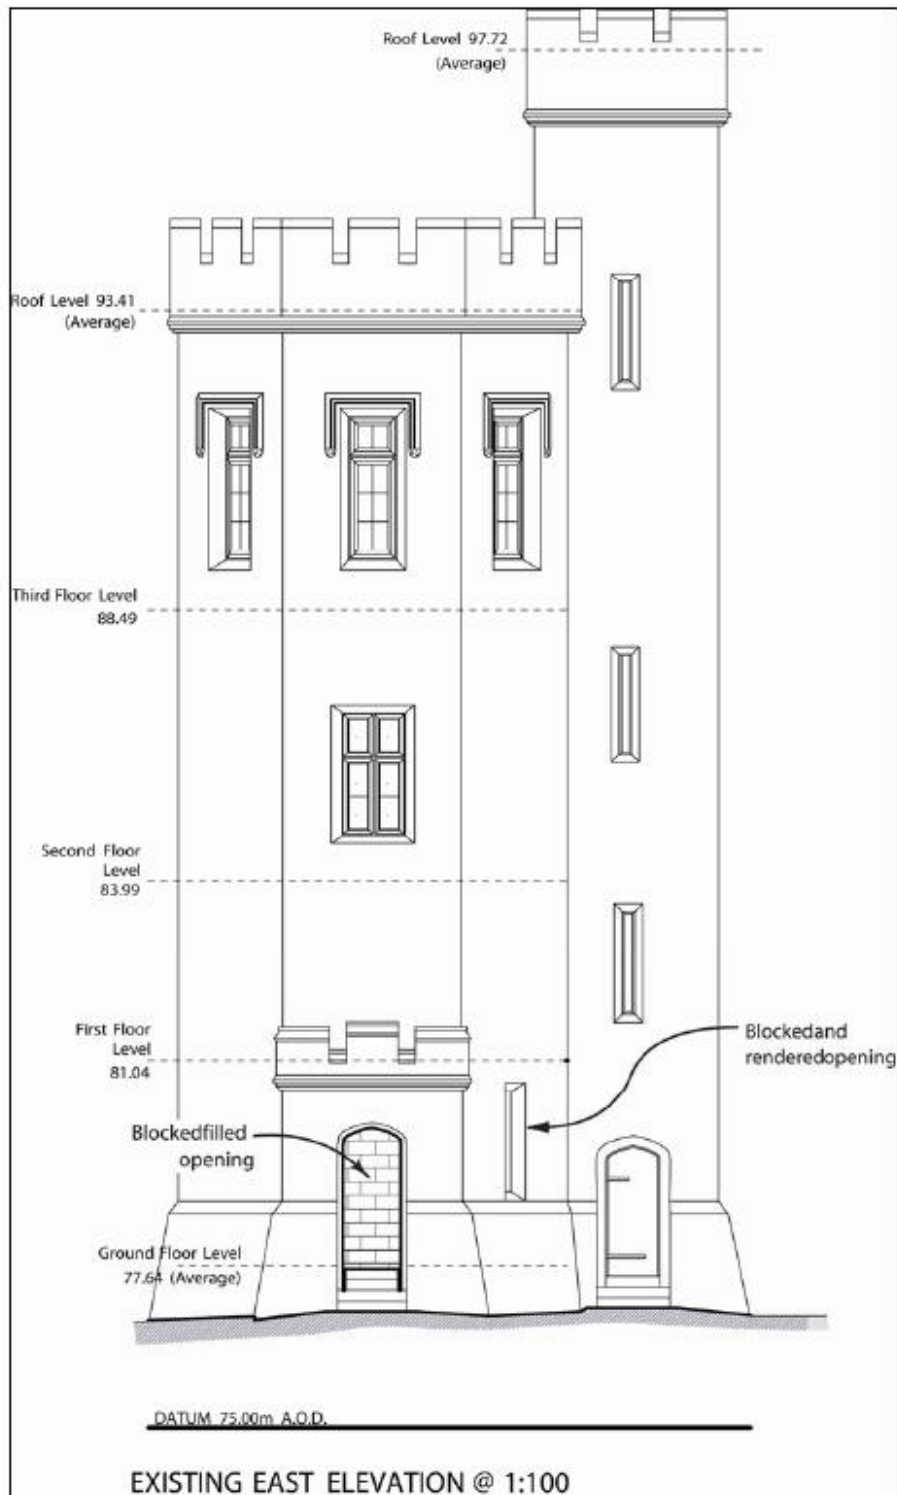 Roof Level 97.72
(Average)
Roof Level 93.41
(Average)
Third Floor Level
88.49
Second Floor
Level
83.99
First Floor
Level
81.04
Blockedand
renderedopening
Blockedfilled
opening
Ground Floor Level
77.64 (Average)
DATUM 75.00m A.O.D.
EXISTING EAST ELEVATION @ 1:100